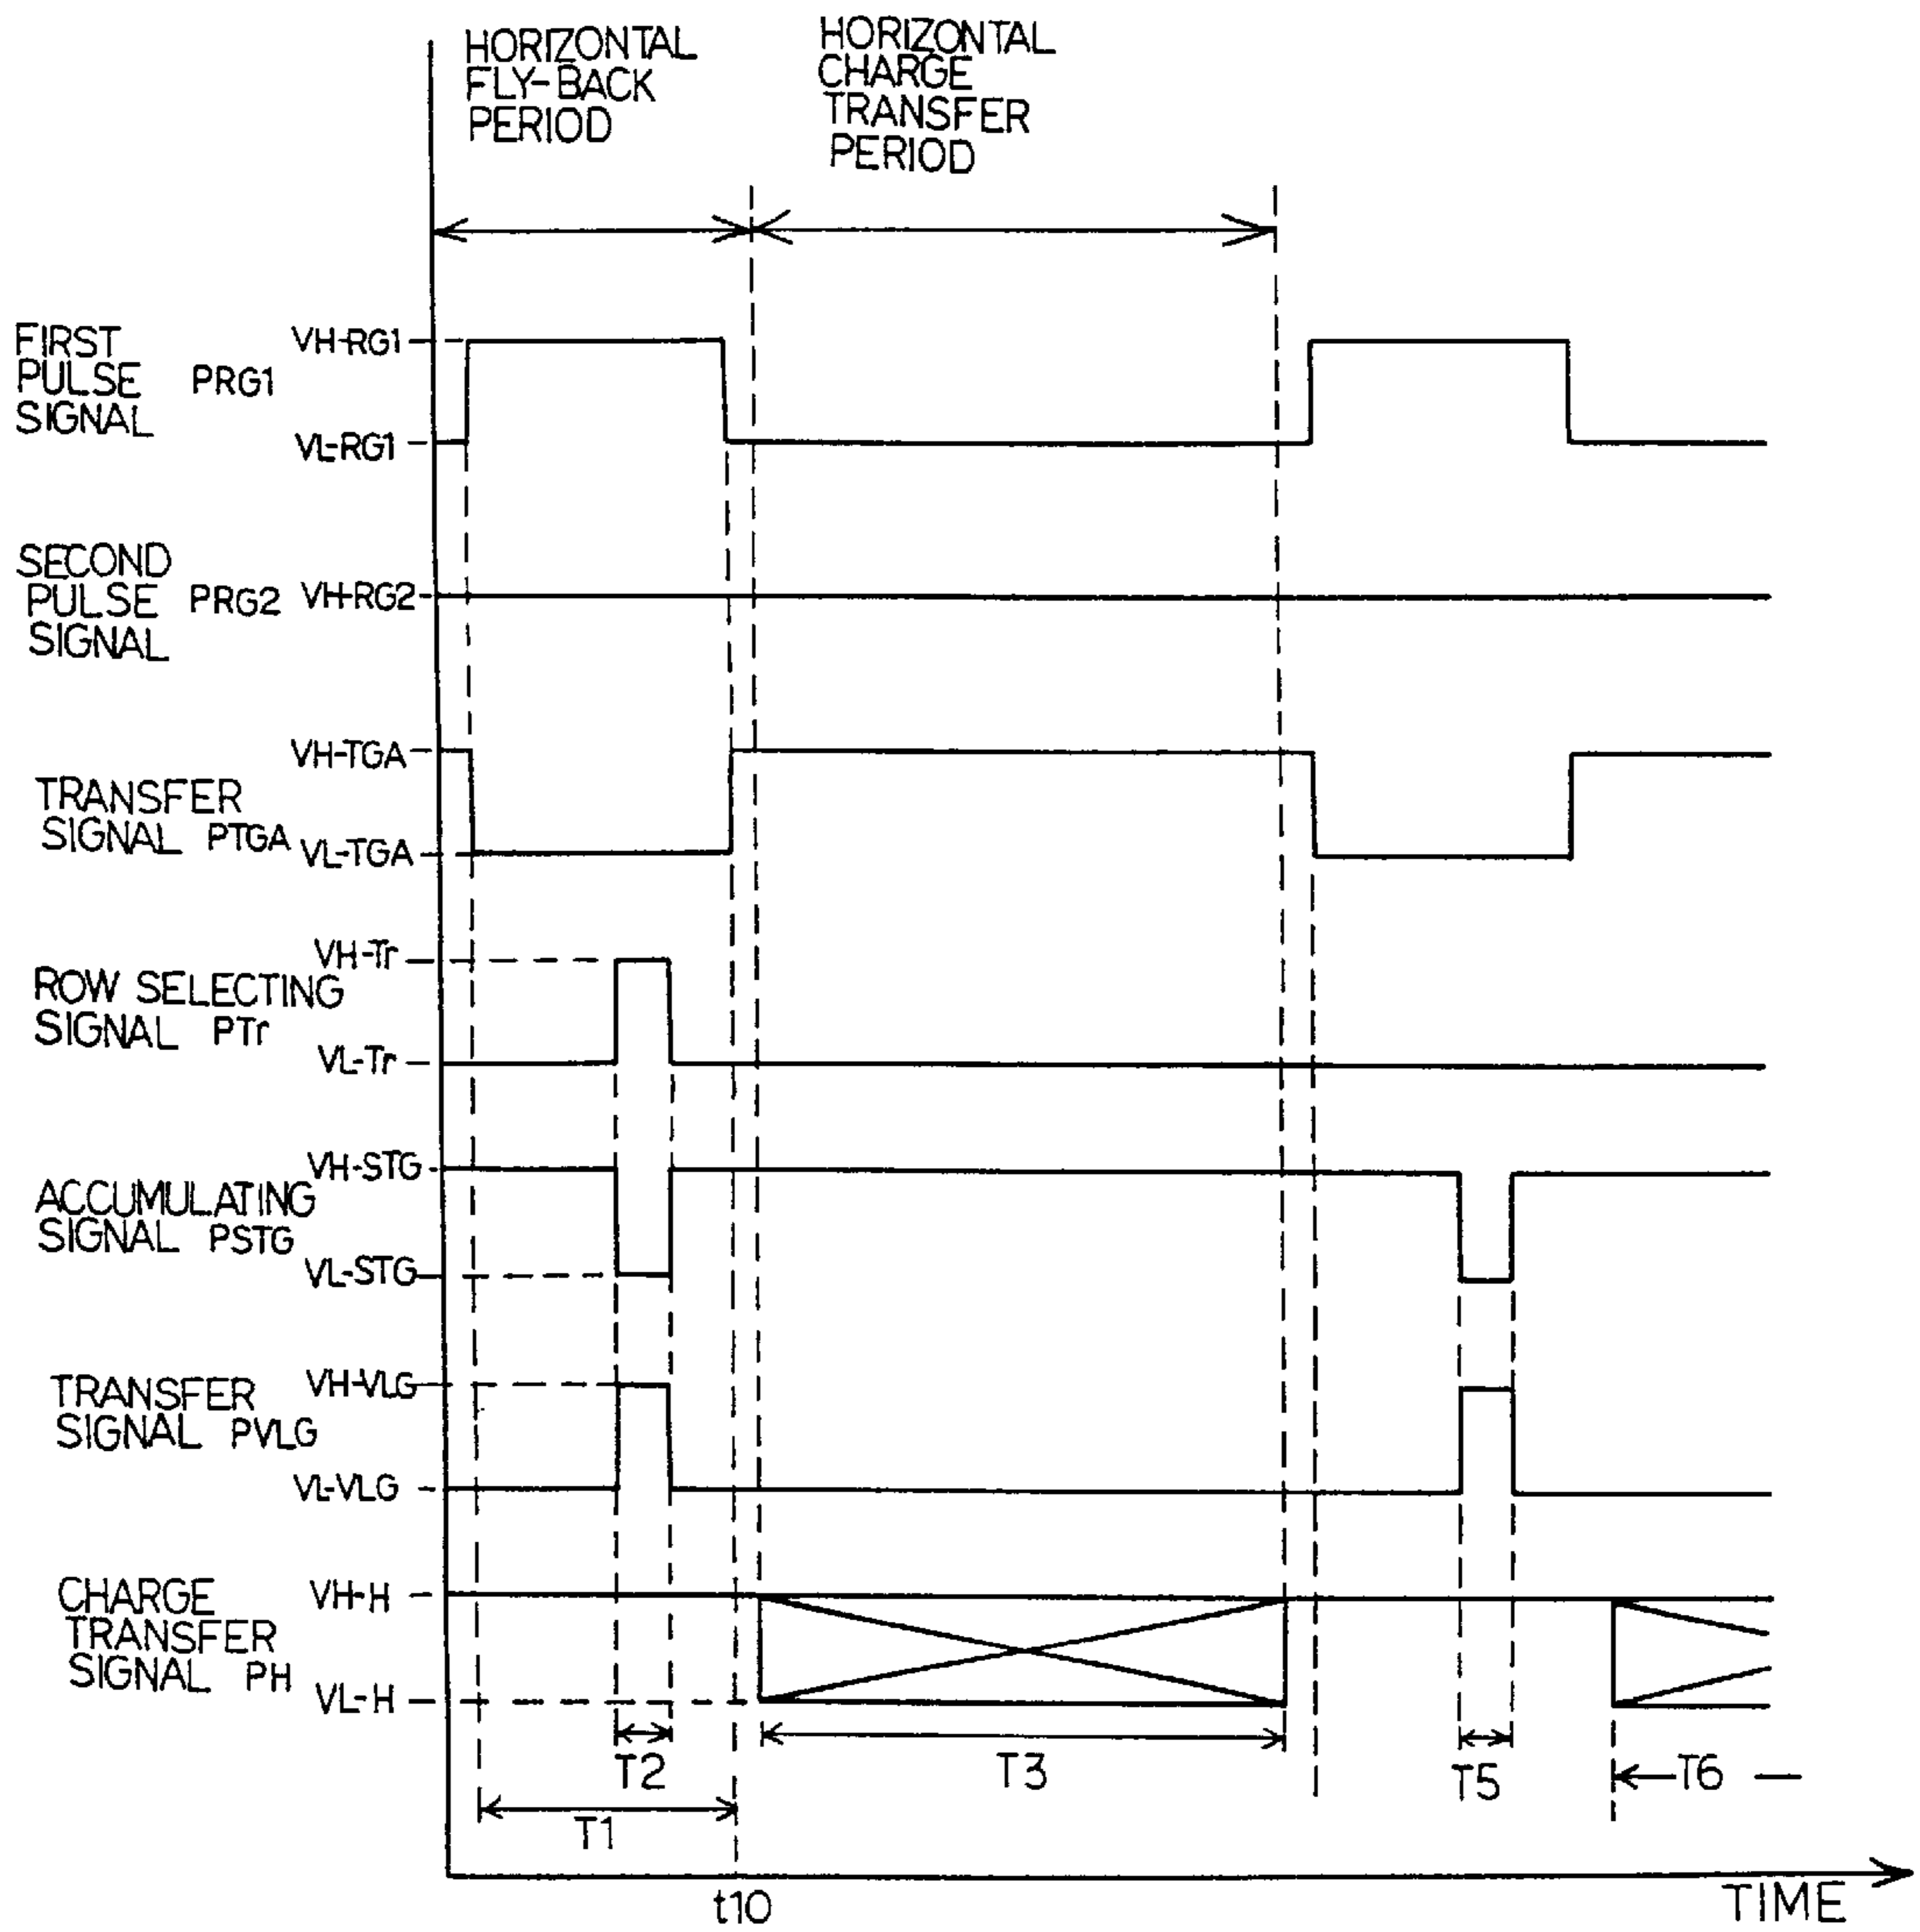 HORIZONTAL
FLY-BACK
PERIOD
HORIZONTAL
CHARGE
TRANSFER
PERIOD
FIRST
PULSE PRG1
SIGNAL
VH-RG1
VL-RG1
SECOND
PULSE PRG2
SIGNAL
VH-RG2
VH-TGA
TRANSFER
SIGNAL PTGA
VL-TGA
VH-Tr
ROW SELECTING
SIGNAL PTr
VL-Tr
VH-STG
ACCUMULATING
SIGNAL PSTG
VL-STG
VH-VLG
TRANSFER
SIGNAL PVLG
VL-VLG
CHARGE
TRANSFER
SIGNAL PH
VH-H
VL-H
T2
T3
T5
T6
T1
t10
TIME